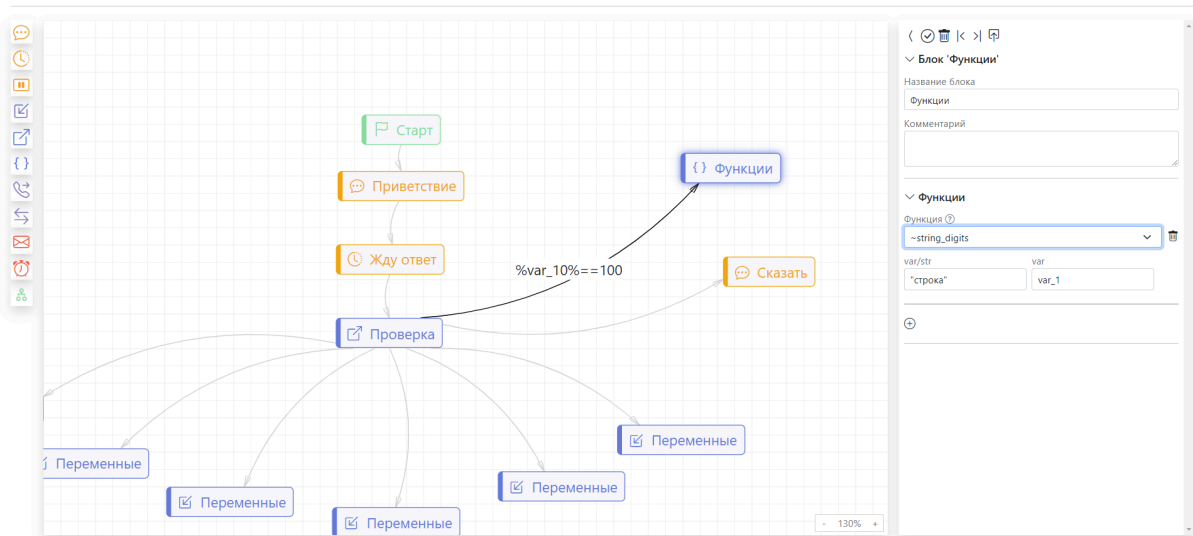 Старт
Приветствие
Жду ответ
Проверка
%var_10%==100
{ } Функции
Сказать
Переменные
Переменные
Переменные
Переменные
Переменные
- 130% +
Блок 'Функции'
Название блока
Функции
Комментарий
Функции
Функция ?
~string_digits
var/str
var
"строка"
var_1